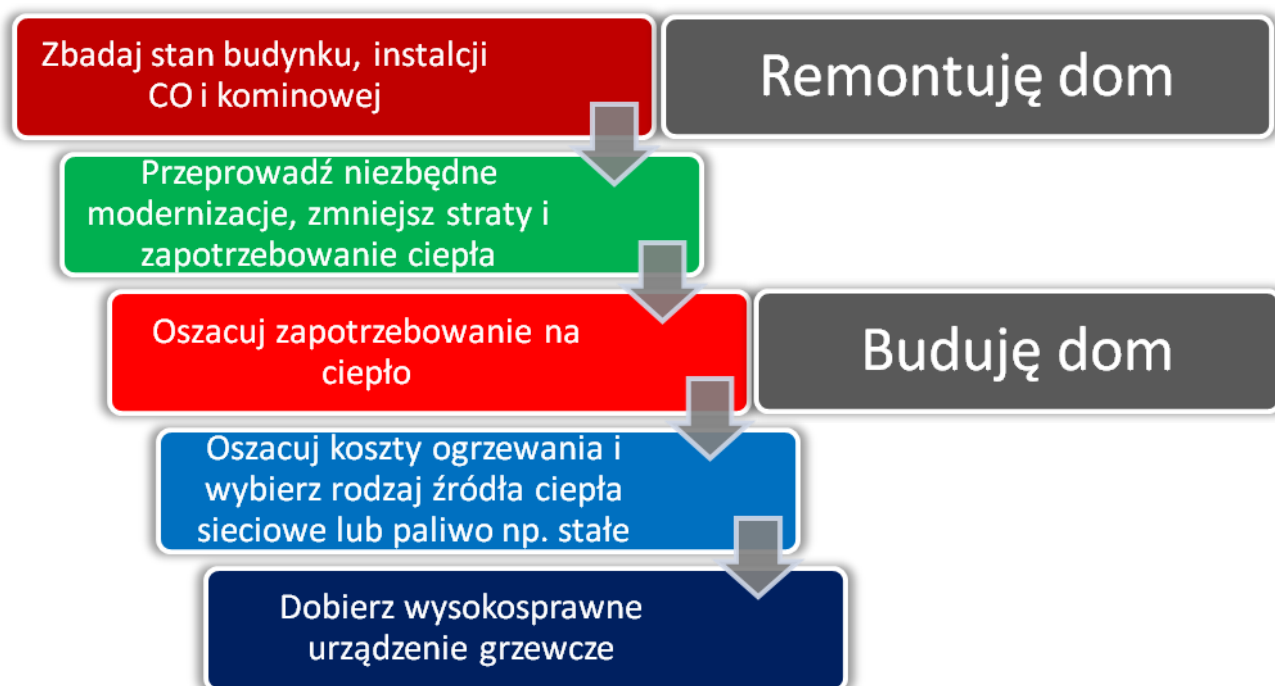 Zbadaj stan budynku, instalcji
CO i kominowej
Remontuję dom
Przeprowadź niezbędne
modernizacje, zmniejsz straty i
zapotrzebowanie ciepła
Oszacuj zapotrzebowanie na
ciepło
Buduję dom
Oszacuj koszty ogrzewania i
wybierz rodzaj źródła ciepła
sieciowe lub paliwo np. stałe
Dobierz wysokosprawne
urządzenie grzewcze